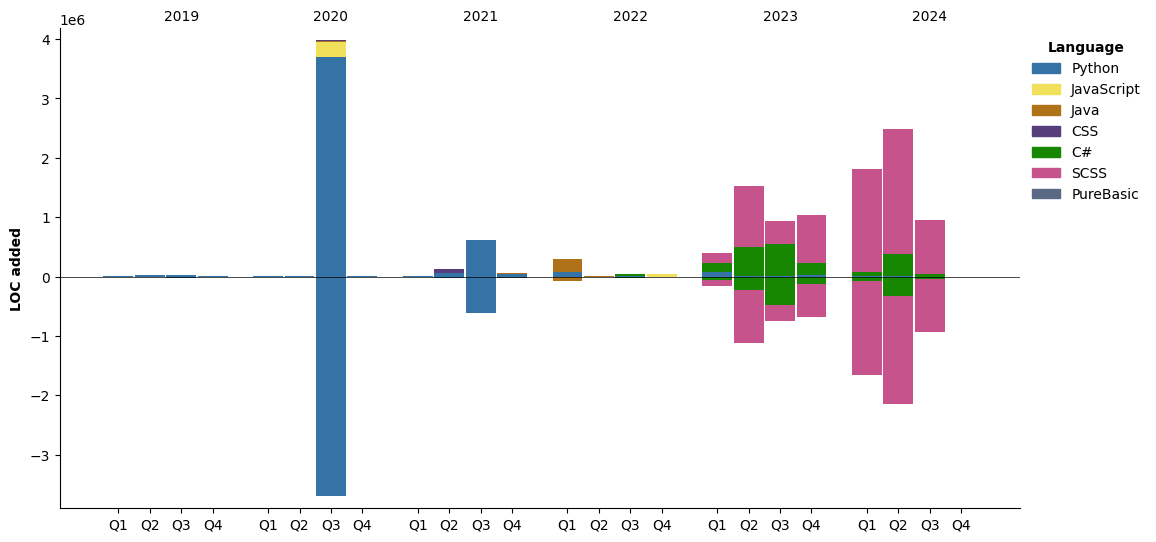 1e6
2019 2020 2021 2022 2023 2024
4
3
2
1
0
−1
−2
−3
LOC added
Q1 Q2 Q3 Q4 Q1 Q2 Q3 Q4 Q1 Q2 Q3 Q4 Q1 Q2 Q3 Q4 Q1 Q2 Q3 Q4 Q1 Q2 Q3 Q4
Language
Python
JavaScript
Java
CSS
C#
SCSS
PureBasic